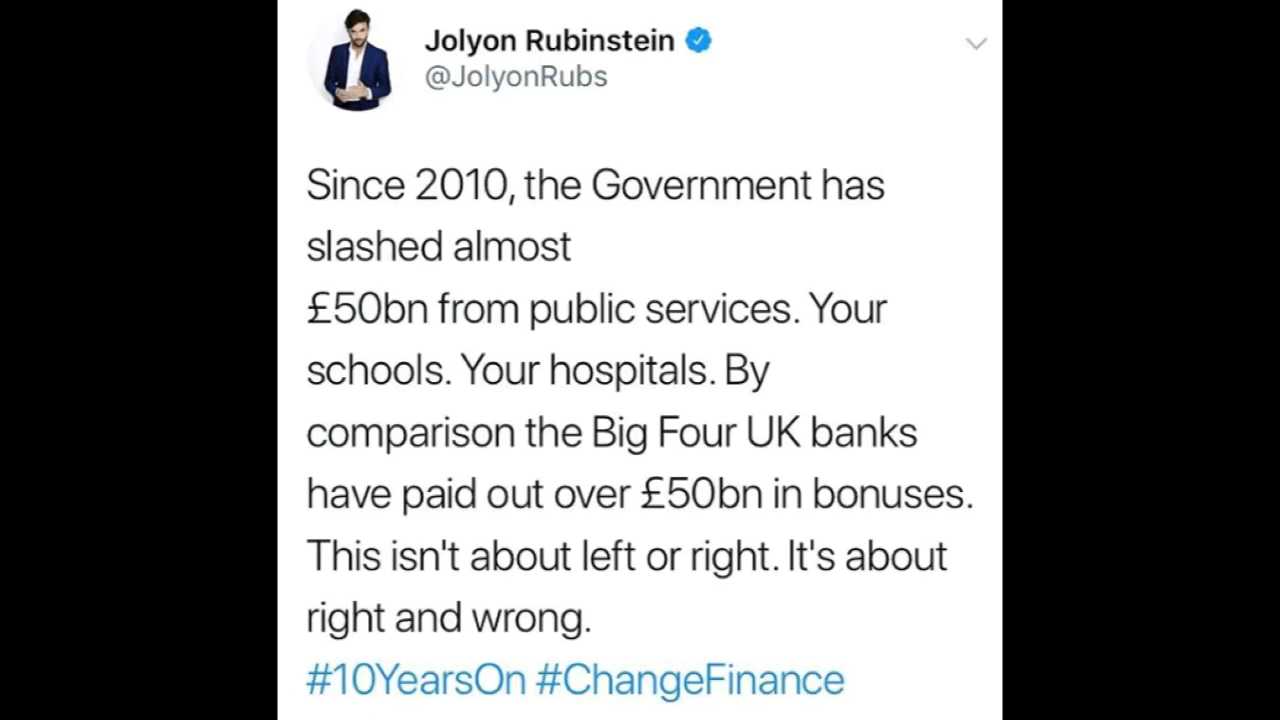 Jolyon Rubinstein
@JolyonRubs
Since 2010, the Government has
slashed almost
£50bn from public services. Your
schools. Your hospitals. By
comparison the Big Four UK banks
have paid out over £50bn in bonuses.
This isn't about left or right. It's about
right and wrong.
#10YearsOn #ChangeFinance